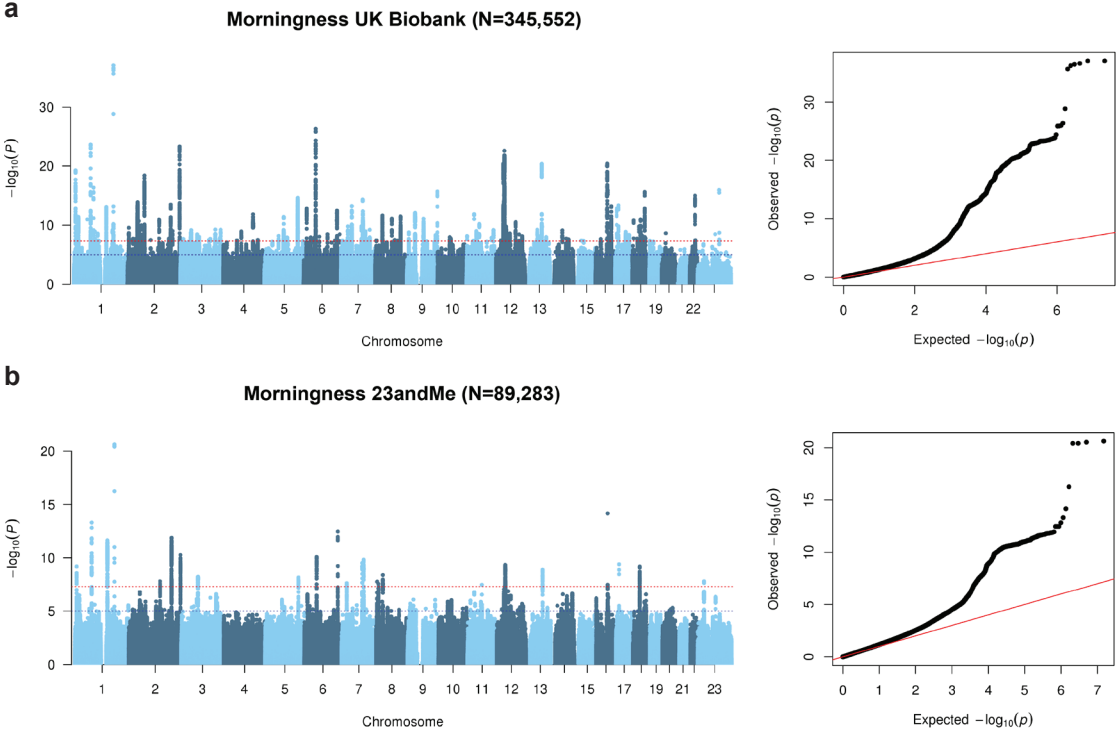 a
Morningness UK Biobank (N=345,552)
−log₁₀(P)
30
20
10
5
0
1 2 3 4 5 6 7 8 9 10 11 12 13 15 17 19 22
Chromosome
Observed −log₁₀(p)
30
20
10
0
0 2 4 6
Expected −log₁₀(p)
b
Morningness 23andMe (N=89,283)
−log₁₀(P)
20
15
10
5
0
1 2 3 4 5 6 7 8 9 10 11 12 13 15 17 19 21 23
Chromosome
Observed −log₁₀(p)
20
15
10
5
0
0 1 2 3 4 5 6 7
Expected −log₁₀(p)